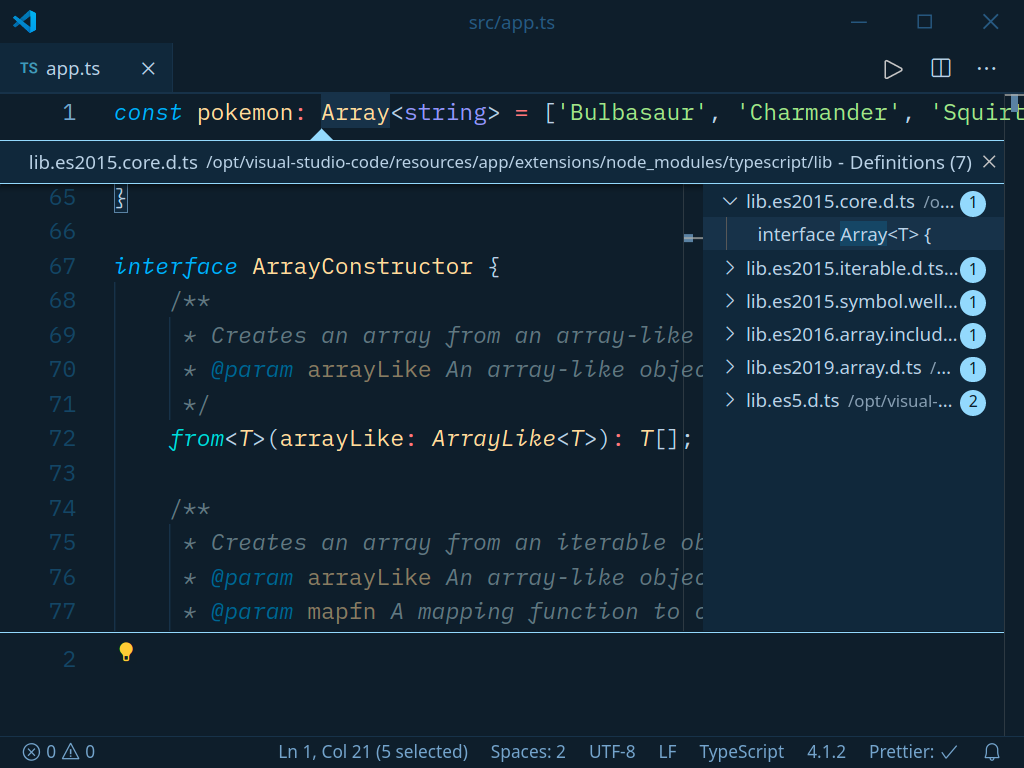 src/app.ts
TS app.ts
1 const pokemon: Array<string> = ['Bulbasaur', 'Charmander', 'Squirt
lib.es2015.core.d.ts /opt/visual-studio-code/resources/app/extensions/node_modules/typescript/lib - Definitions (7)
65 }
66
67 interface ArrayConstructor {
68 /**
69 * Creates an array from an array-like
70 * @param arrayLike An array-like objec
71 */
72 from<T>(arrayLike: ArrayLike<T>): T[];
73
74 /**
75 * Creates an array from an iterable ob
76 * @param arrayLike An array-like objec
77 * @param mapfn A mapping function to c
lib.es2015.core.d.ts /o... 1
interface Array<T> {
lib.es2015.iterable.d.ts... 1
lib.es2015.symbol.well... 1
lib.es2016.array.includ... 1
lib.es2019.array.d.ts /... 1
lib.es5.d.ts /opt/visual-... 2
2
0 0 Ln 1, Col 21 (5 selected) Spaces: 2 UTF-8 LF TypeScript 4.1.2 Prettier: ✓